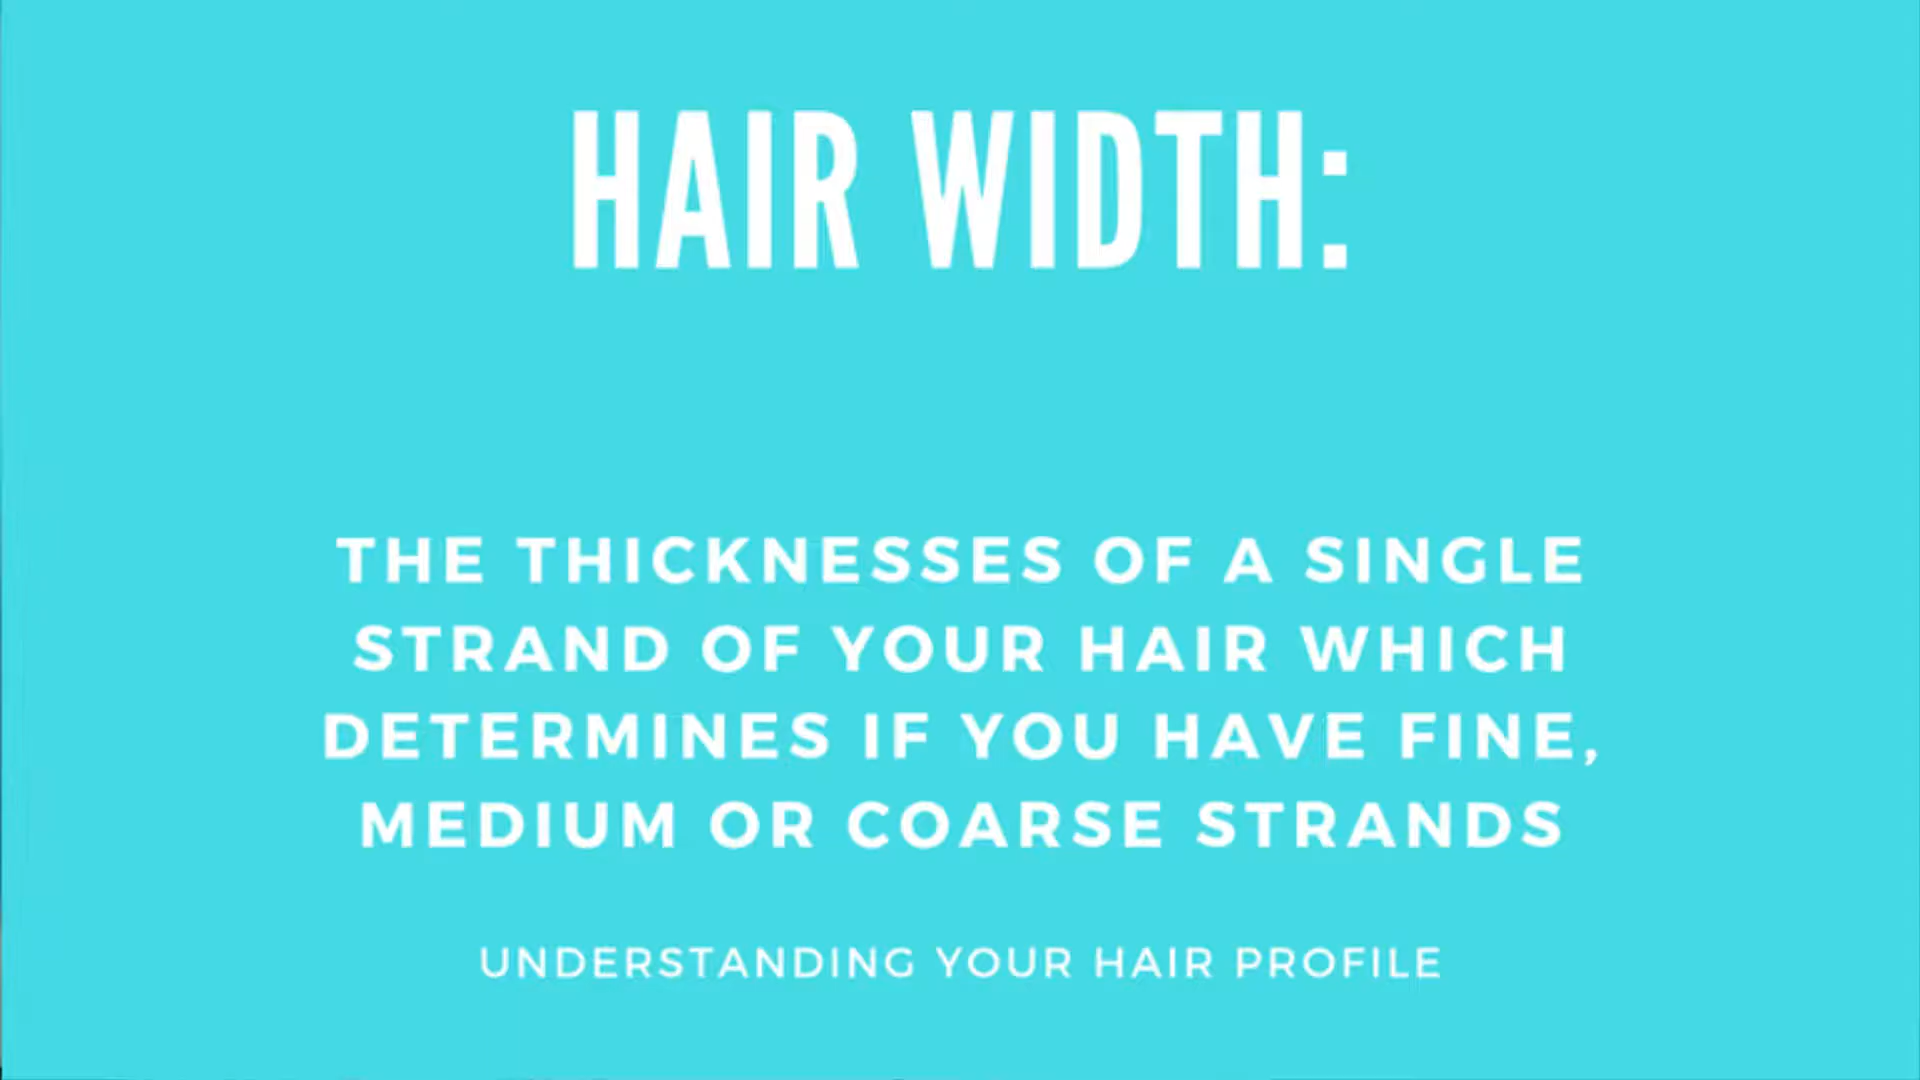 HAIR WIDTH:
THE THICKNESSES OF A SINGLE
STRAND OF YOUR HAIR WHICH
DETERMINES IF YOU HAVE FINE,
MEDIUM OR COARSE STRANDS
UNDERSTANDING YOUR HAIR PROFILE